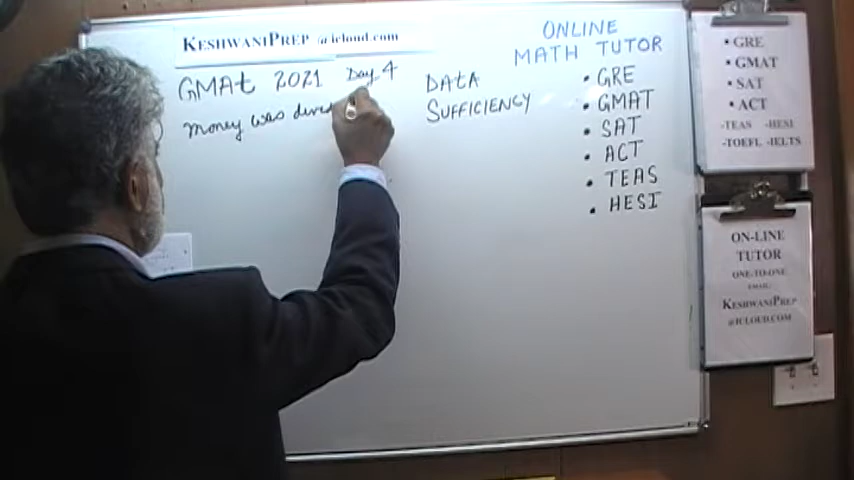 KESHWANIPREP @icloud.com
GMAt 2021 Day 4
money was
DATA
SUFFICIENCY
ONLINE
MATH TUTOR
• GRE
• GMAT
• SAT
• ACT
• TEAS
• HESI
• GRE
• GMAT
• SAT
• ACT
-TEAS -HESI
-TOEFL -IELTS
ON-LINE
TUTOR
ONE-TO-ONE
EMAIL:
KESHWANIPREP
@ICLOUD.COM